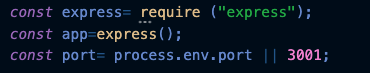 const express= require ("express");
const app=express();
const port= process.env.port || 3001;